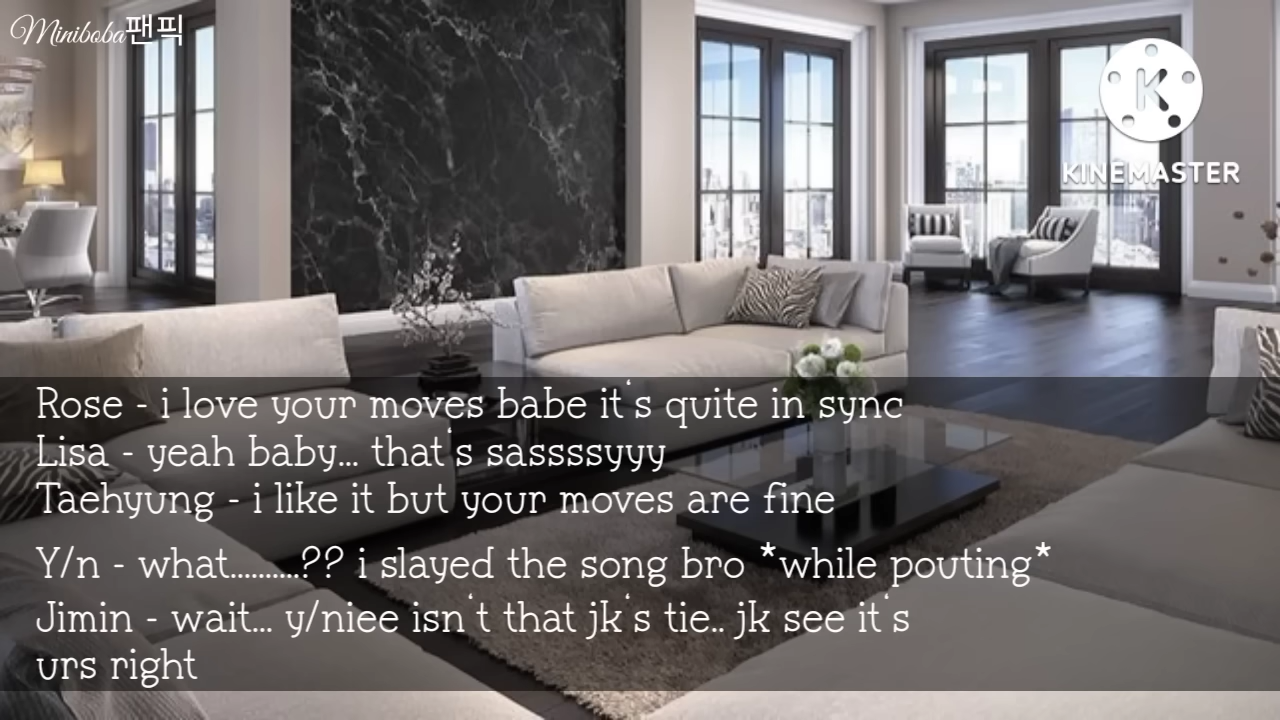 Miniboba팬픽
KINEMASTER
Rose - i love your moves babe it's quite in sync
Lisa - yeah baby... that's sassssyyy
Taehyung - i like it but your moves are fine
Y/n - what..........?? i slayed the song bro *while pouting*
Jimin - wait... y/niee isn't that jk's tie.. jk see it's
urs right